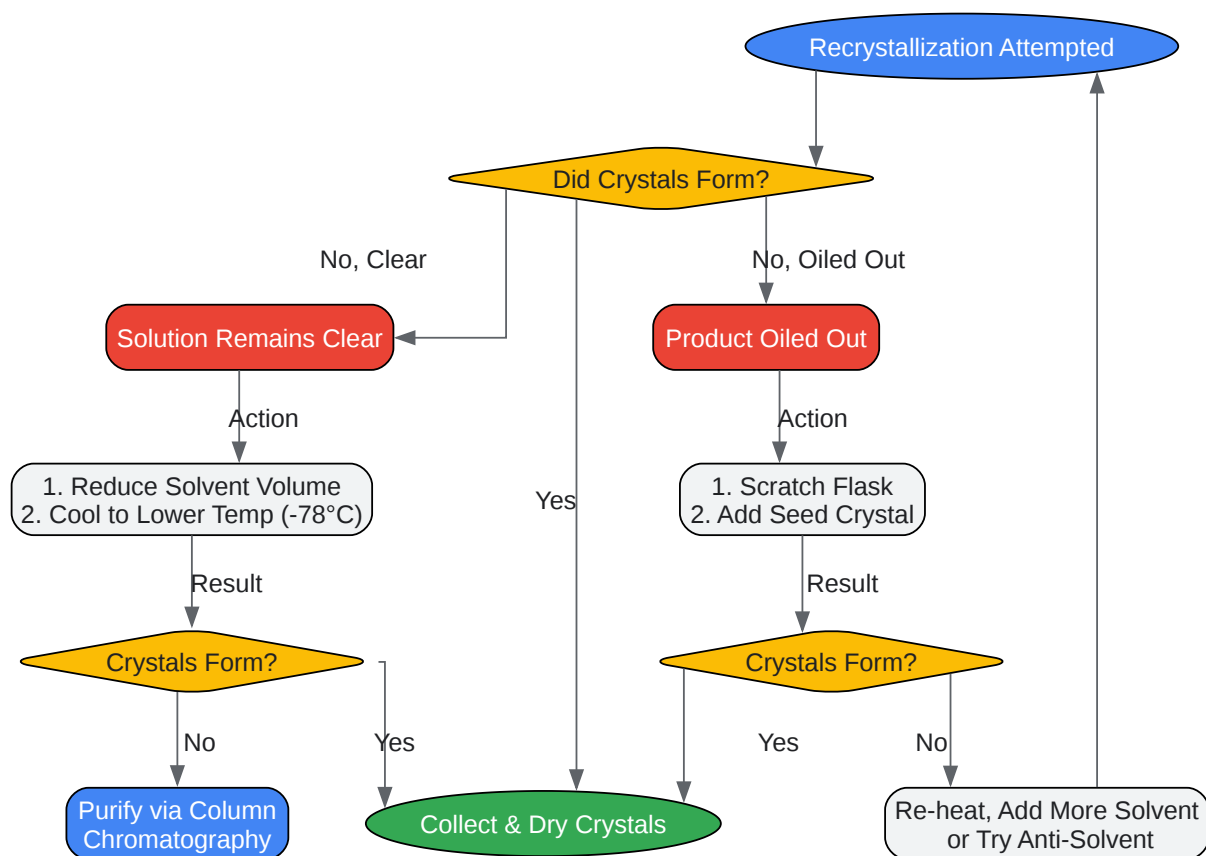 Recrystallization Attempted
Did Crystals Form?
No, Clear
No, Oiled Out
Solution Remains Clear
Product Oiled Out
Action
Action
1. Reduce Solvent Volume
2. Cool to Lower Temp (-78°C)
Yes
1. Scratch Flask
2. Add Seed Crystal
Result
Result
Crystals Form?
Crystals Form?
No
Yes
Yes
No
Purify via Column
Chromatography
Collect & Dry Crystals
Re-heat, Add More Solvent
or Try Anti-Solvent